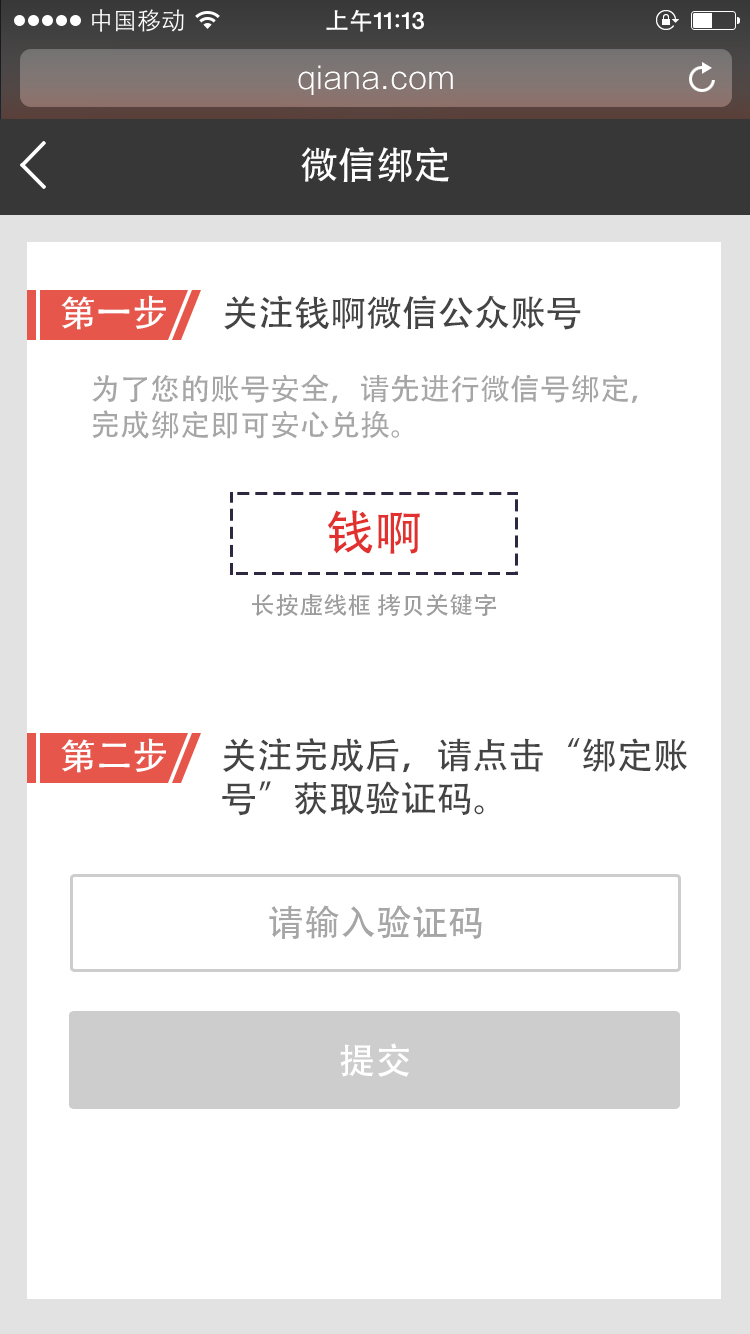 中国移动
上午11:13
qiana.com
微信绑定
第一步
关注钱啊微信公众账号
为了您的账号安全，请先进行微信号绑定，
完成绑定即可安心兑换。
钱啊
长按虚线框 拷贝关键字
第二步
关注完成后，请点击“绑定账
号”获取验证码。
请输入验证码
提交